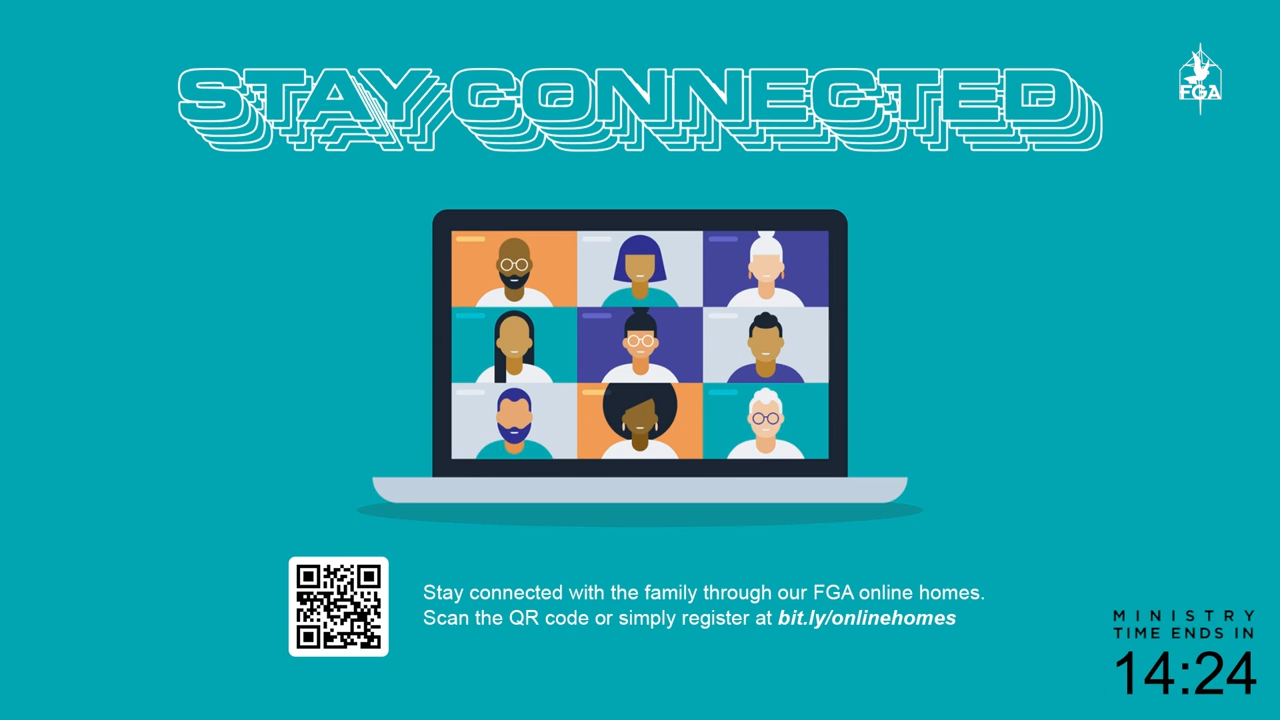 STAY CONNECTED
FGA
Stay connected with the family through our FGA online homes.
Scan the QR code or simply register at bit.ly/onlinehomes
MINISTRY
TIME ENDS IN
14:24